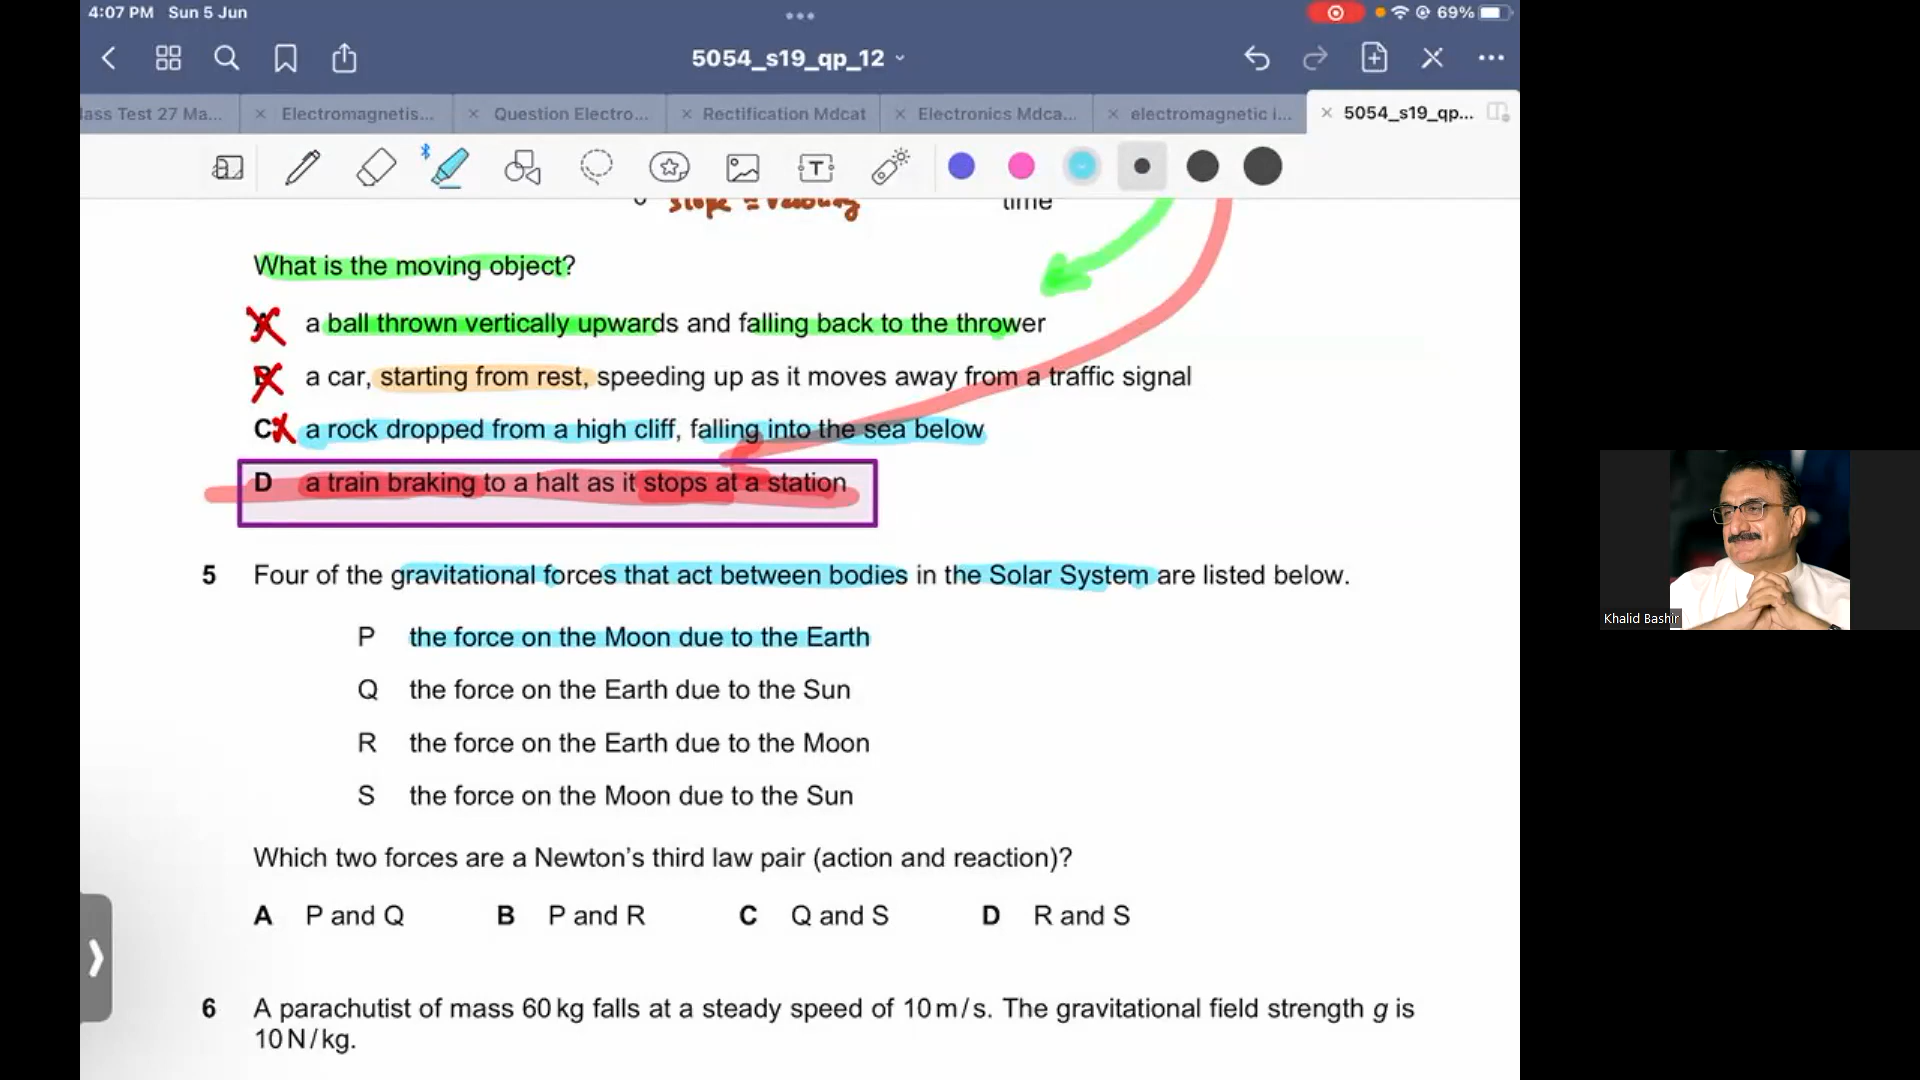 4:07 PM Sun 5 Jun
69%
5054_s19_qp_12
ass Test 27 Ma...
Electromagnetis...
Question Electro...
Rectification Mdcat
Electronics Mdca...
electromagnetic i...
5054_s19_qp...
0 slope = velocity time
What is the moving object?
A a ball thrown vertically upwards and falling back to the thrower
B a car, starting from rest, speeding up as it moves away from a traffic signal
C a rock dropped from a high cliff, falling into the sea below
D a train braking to a halt as it stops at a station
5 Four of the gravitational forces that act between bodies in the Solar System are listed below.
P the force on the Moon due to the Earth
Q the force on the Earth due to the Sun
R the force on the Earth due to the Moon
S the force on the Moon due to the Sun
Which two forces are a Newton's third law pair (action and reaction)?
A P and Q B P and R C Q and S D R and S
6 A parachutist of mass 60 kg falls at a steady speed of 10 m/s. The gravitational field strength g is
10 N/kg.
Khalid Bashir